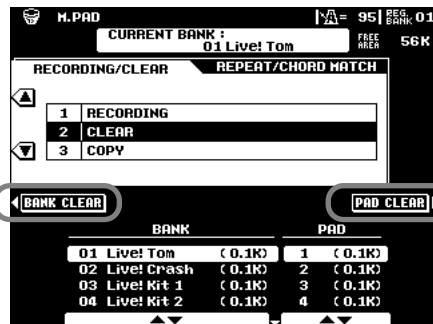 M.PAD = 95 REG. BANK 01
CURRENT BANK :
01 Live! Tom
FREE AREA 56K
RECORDING/CLEAR REPEAT/CHORD MATCH
1 RECORDING
2 CLEAR
3 COPY
BANK CLEAR PAD CLEAR
BANK PAD
01 Live! Tom ( 0.1K) 1 ( 0.1K)
02 Live! Crash ( 0.1K) 2 ( 0.1K)
03 Live! Kit 1 ( 0.1K) 3 ( 0.1K)
04 Live! Kit 2 ( 0.1K) 4 ( 0.1K)